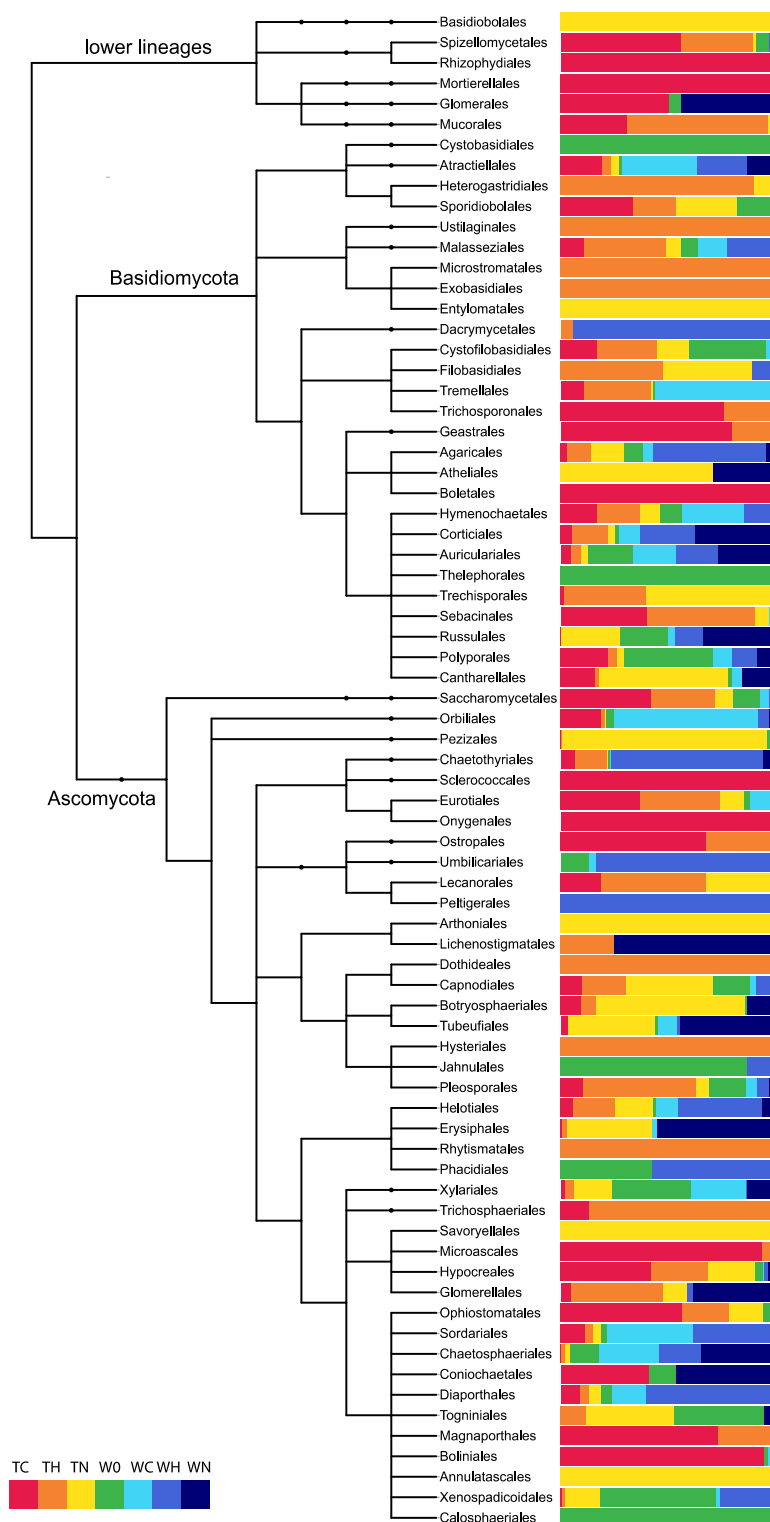 Basidiobolales
lower lineages
Spizellomycetales
Rhizophydiales
Mortierellales
Glomerales
Mucorales
Cystobasidiales
Atractiellales
Heterogastridiales
Sporidiobolales
Ustilaginales
Malasseziales
Microstromatales
Basidiomycota
Exobasidiales
Entylomatales
Dacrymycetales
Cystofilobasidiales
Filobasidiales
Tremellales
Trichosporonales
Geastrales
Agaricales
Atheliales
Boletales
Hymenochaetales
Corticiales
Auriculariales
Thelephorales
Trechisporales
Sebacinales
Russulales
Polyporales
Cantharellales
Saccharomycetales
Orbiliales
Pezizales
Chaetothyriales
Sclerococcales
Ascomycota
Eurotiales
Onygenales
Ostropales
Umbilicariales
Lecanorales
Peltigerales
Arthoniales
Lichenostigmatales
Dothideales
Capnodiales
Botryosphaeriales
Tubeufiales
Hysteriales
Jahnulales
Pleosporales
Helotiales
Erysiphales
Rhytismatales
Phacidiales
Xylariales
Trichosphaeriales
Savoryellales
Microascales
Hypocreales
Glomerellales
Ophiostomatales
Sordariales
Chaetosphaeriales
Coniochaetales
Diaporthales
Togniniales
Magnaporthales
Boliniales
TC TH TN W0 WC WH WN
Annulatascales
Xenospadicoidales
Calosphaeriales